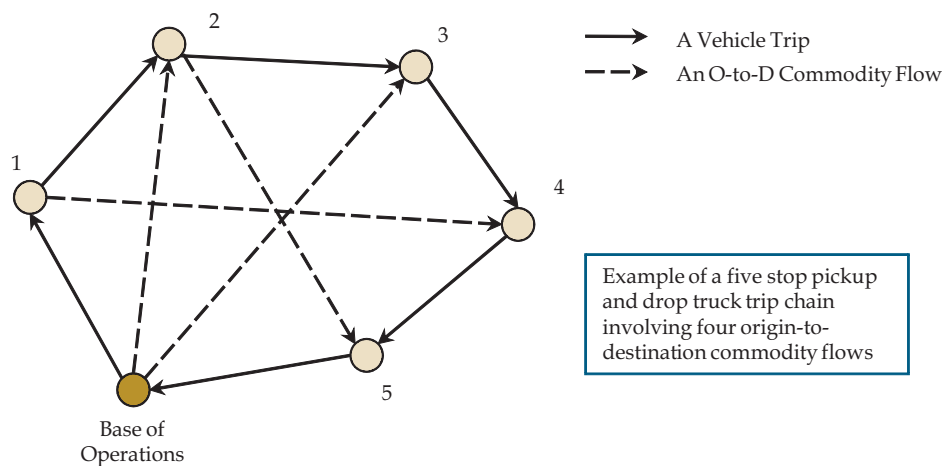 2
3
A Vehicle Trip
An O-to-D Commodity Flow
1
4
Example of a five stop pickup
and drop truck trip chain
involving four origin-to-
destination commodity flows
5
Base of
Operations